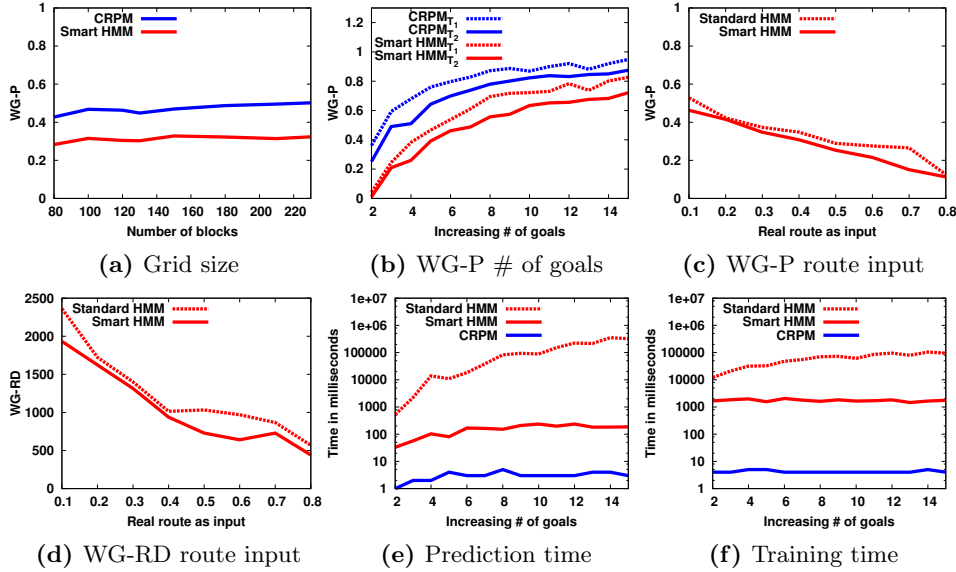 1
0.8
0.6
0.4
0.2
0
WG-P
CRPM
Smart HMM
80 100 120 140 160 180 200 220
Number of blocks
(a) Grid size
1.2
1
0.8
0.6
0.4
0.2
0
WG-P
CRPM_T1
CRPM_T2
Smart HMM_T1
Smart HMM_T2
2 4 6 8 10 12 14
Increasing # of goals
(b) WG-P # of goals
1
0.8
0.6
0.4
0.2
0
WG-P
Standard HMM
Smart HMM
0.1 0.2 0.3 0.4 0.5 0.6 0.7 0.8
Real route as input
(c) WG-P route input
2500
2000
1500
1000
500
0
WG-RD
Standard HMM
Smart HMM
0.1 0.2 0.3 0.4 0.5 0.6 0.7 0.8
Real route as input
(d) WG-RD route input
1e+07
1e+06
100000
10000
1000
100
10
1
Time in milliseconds
Standard HMM
Smart HMM
CRPM
2 4 6 8 10 12 14
Increasing # of goals
(e) Prediction time
1e+07
1e+06
100000
10000
1000
100
10
1
Time in milliseconds
Standard HMM
Smart HMM
CRPM
2 4 6 8 10 12 14
Increasing # of goals
(f) Training time